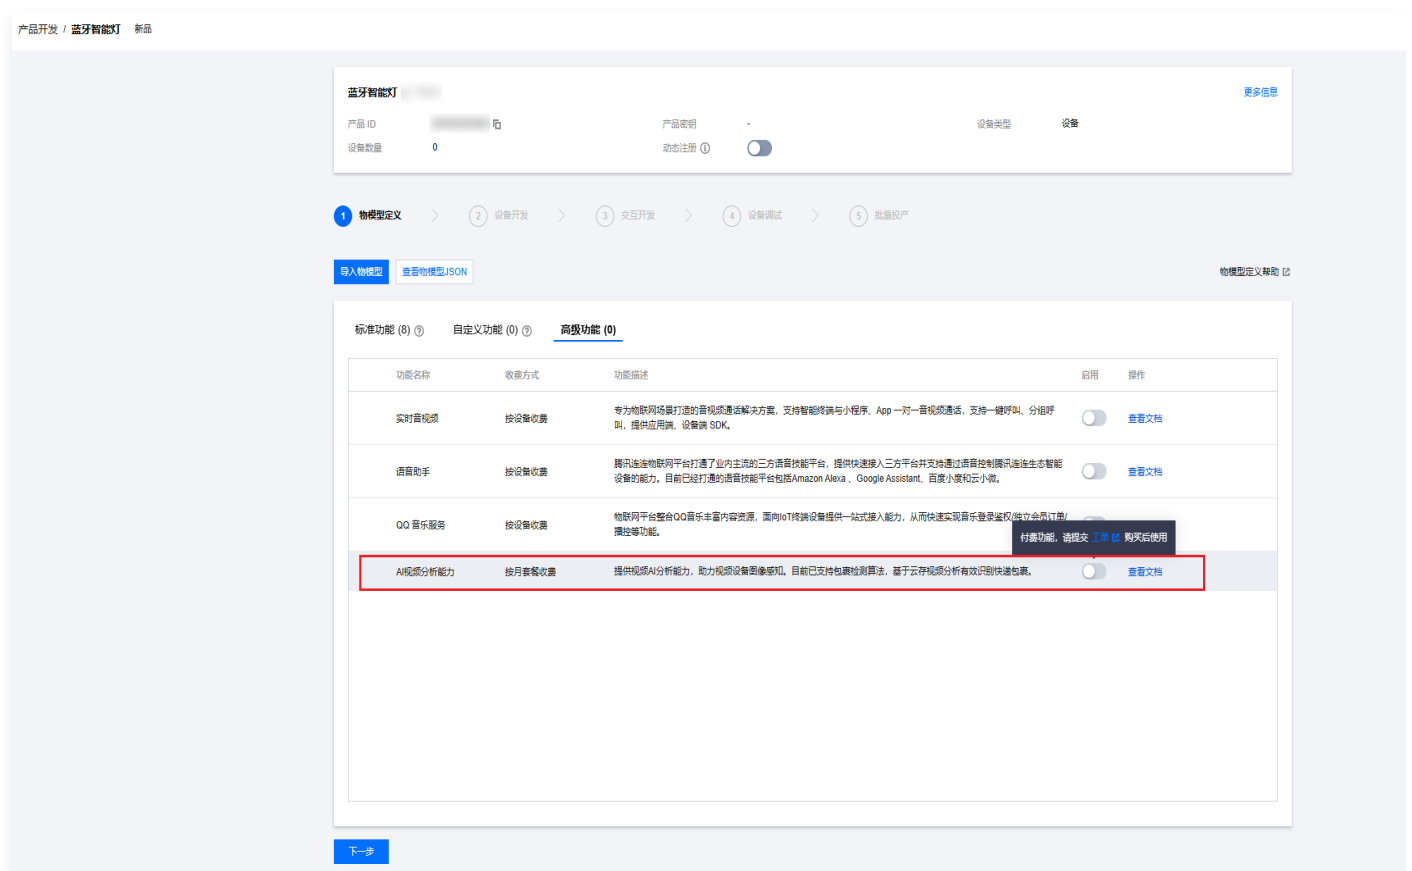 产品开发 / 蓝牙智能灯 新品
蓝牙智能灯
更多信息
产品 ID
产品密钥 -
设备类型 设备
设备数量 0
动态注册
1 物模型定义
2 设备开发
3 交互开发
4 设备调试
5 批量投产
导入物模型
查看物模型JSON
物模型定义帮助
标准功能 (8)
自定义功能 (0)
高级功能 (0)
功能名称 收费方式 功能描述 启用 操作
实时音视频 按设备收费 专为物联网场景打造的音视频通话解决方案，支持智能终端与小程序、App 一对一音视频通话，支持一键呼叫、分组呼
叫，提供应用端、设备端 SDK。
查看文档
语音助手 按设备收费 腾讯连连物联网平台打通了业内主流的三方语音技能平台，提供快速接入三方平台并支持通过语音控制腾讯连连生态智能
设备的能力。目前已经打通的语音技能平台包括Amazon Alexa 、Google Assistant、百度小度和云小微。
查看文档
QQ 音乐服务 按设备收费 物联网平台整合QQ音乐丰富内容资源，面向IoT终端设备提供一站式接入能力，从而快速实现音乐登录鉴权/独立会员订单/
播控等功能。
付费功能，请提交 工单 购买后使用
AI视频分析能力 按月套餐收费 提供视频AI分析能力，助力视频设备图像感知。目前已支持包裹检测算法，基于云存视频分析有效识别快递包裹。
查看文档
下一步